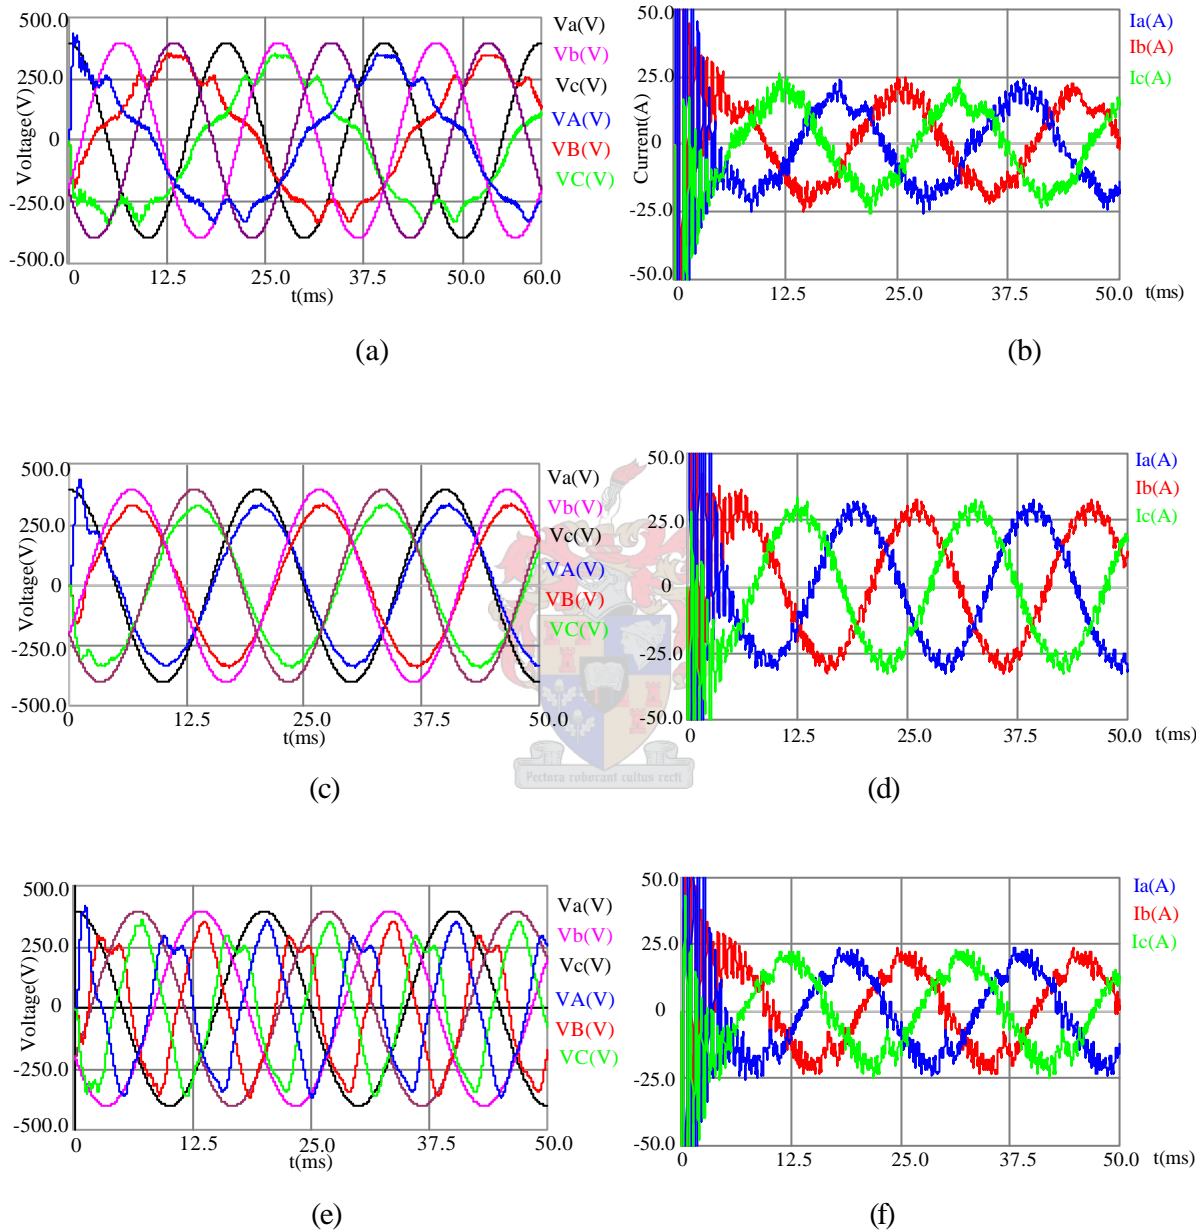 500.0
250.0
0
-250.0
-500.0
Voltage(V)
0
12.5
25.0
37.5
50.0
60.0
t(ms)
Va(V)
Vb(V)
Vc(V)
VA(V)
VB(V)
VC(V)
(a)
50.0
25.0
0
-25.0
-50.0
Current(A)
0
12.5
25.0
37.5
50.0
t(ms)
Ia(A)
Ib(A)
Ic(A)
(b)
500.0
250.0
0
-250.0
-500.0
Voltage(V)
0
12.5
25.0
37.5
50.0
t(ms)
Va(V)
Vb(V)
Vc(V)
VA(V)
VB(V)
VC(V)
(c)
50.0
25.0
0
-25.0
-50.0
0
12.5
25.0
37.5
50.0
t(ms)
Ia(A)
Ib(A)
Ic(A)
(d)
Pectora roborant cultus recti
500.0
250.0
0
-250.0
-500.0
Voltage(V)
0
12.5
25.0
37.5
50.0
t(ms)
Va(V)
Vb(V)
Vc(V)
VA(V)
VB(V)
VC(V)
(e)
50.0
25.0
0
-25.0
-50.0
0
12.5
25.0
37.5
50.0
t(ms)
Ia(A)
Ib(A)
Ic(A)
(f)